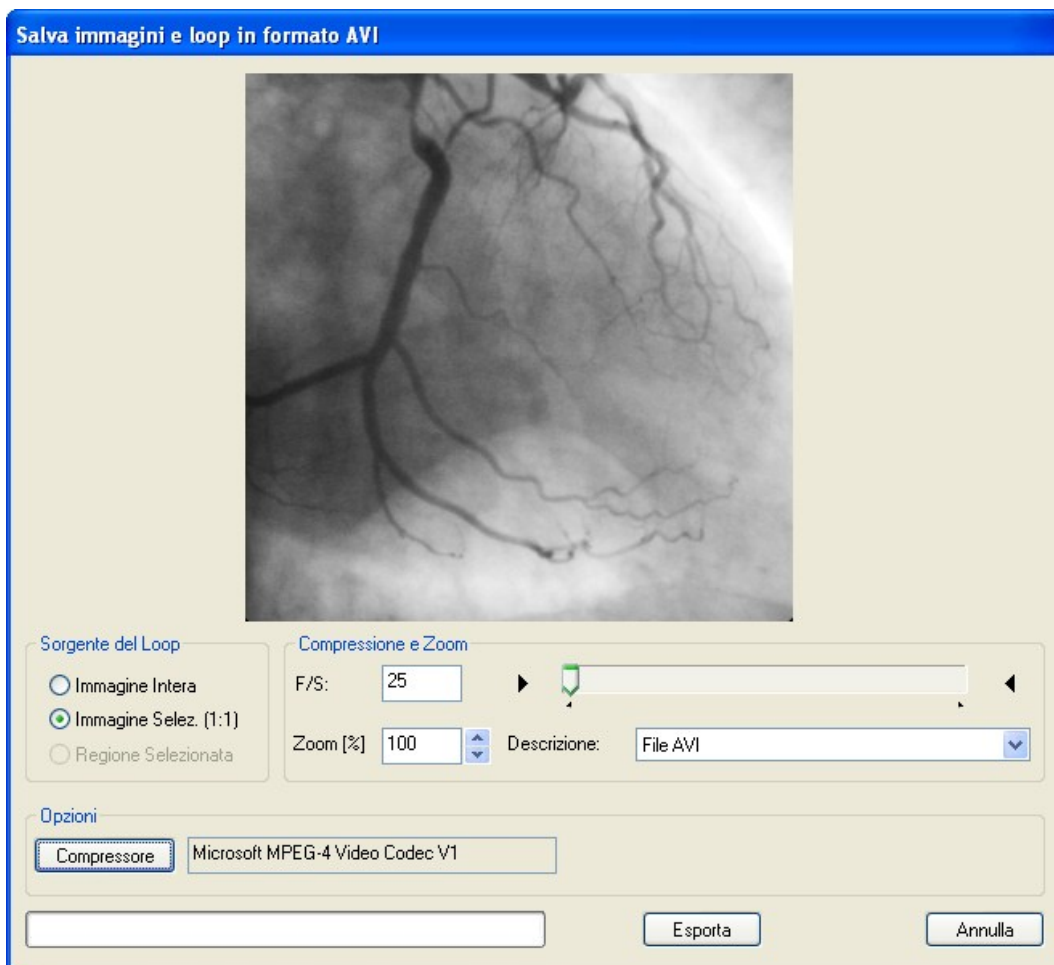 Salva immagini e loop in formato AVI
Sorgente del Loop
Immagine Intera
Immagine Selez. (1:1)
Regione Selezionata
Compressione e Zoom
F/S: 25
Zoom [%] 100 Descrizione: File AVI
Opzioni
Compressore Microsoft MPEG-4 Video Codec V1
Esporta Annulla